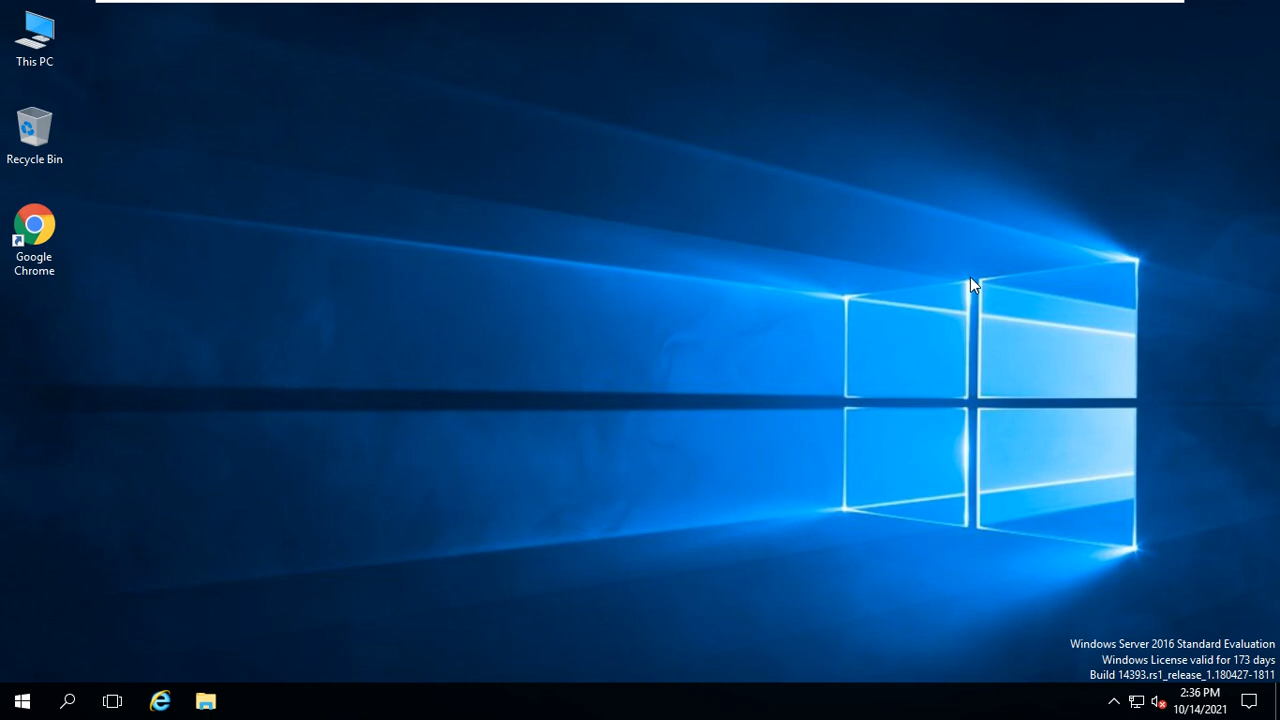 This PC
Recycle Bin
Google
Chrome
Windows Server 2016 Standard Evaluation
Windows License valid for 173 days
Build 14393.rs1_release_1.180427-1811
2:36 PM
10/14/2021